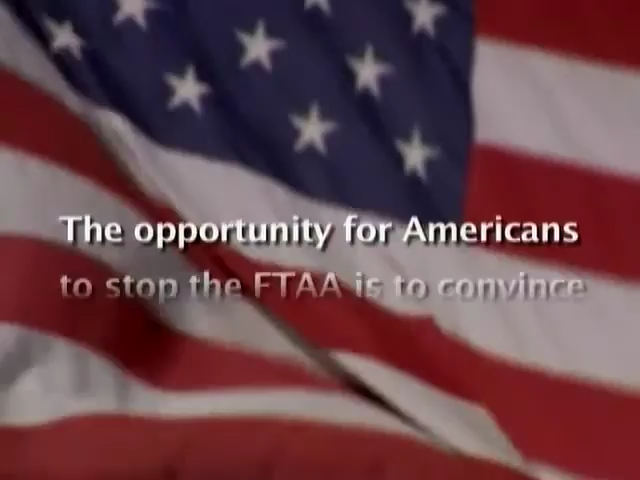 The opportunity for Americans
to stop the FTAA is to convince